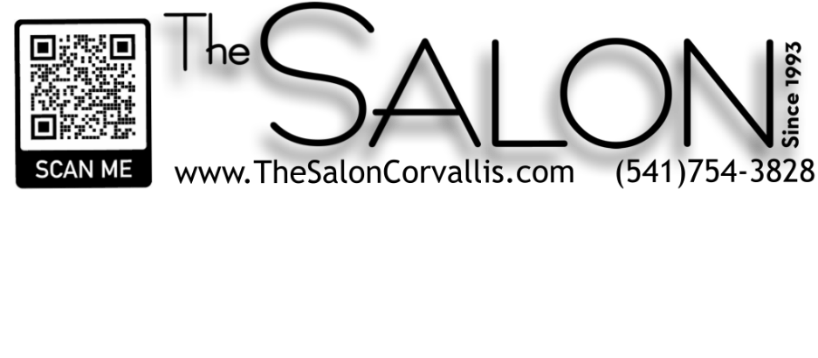 The SALON
Since 1993
SCAN ME
www.TheSalonCorvallis.com (541)754-3828